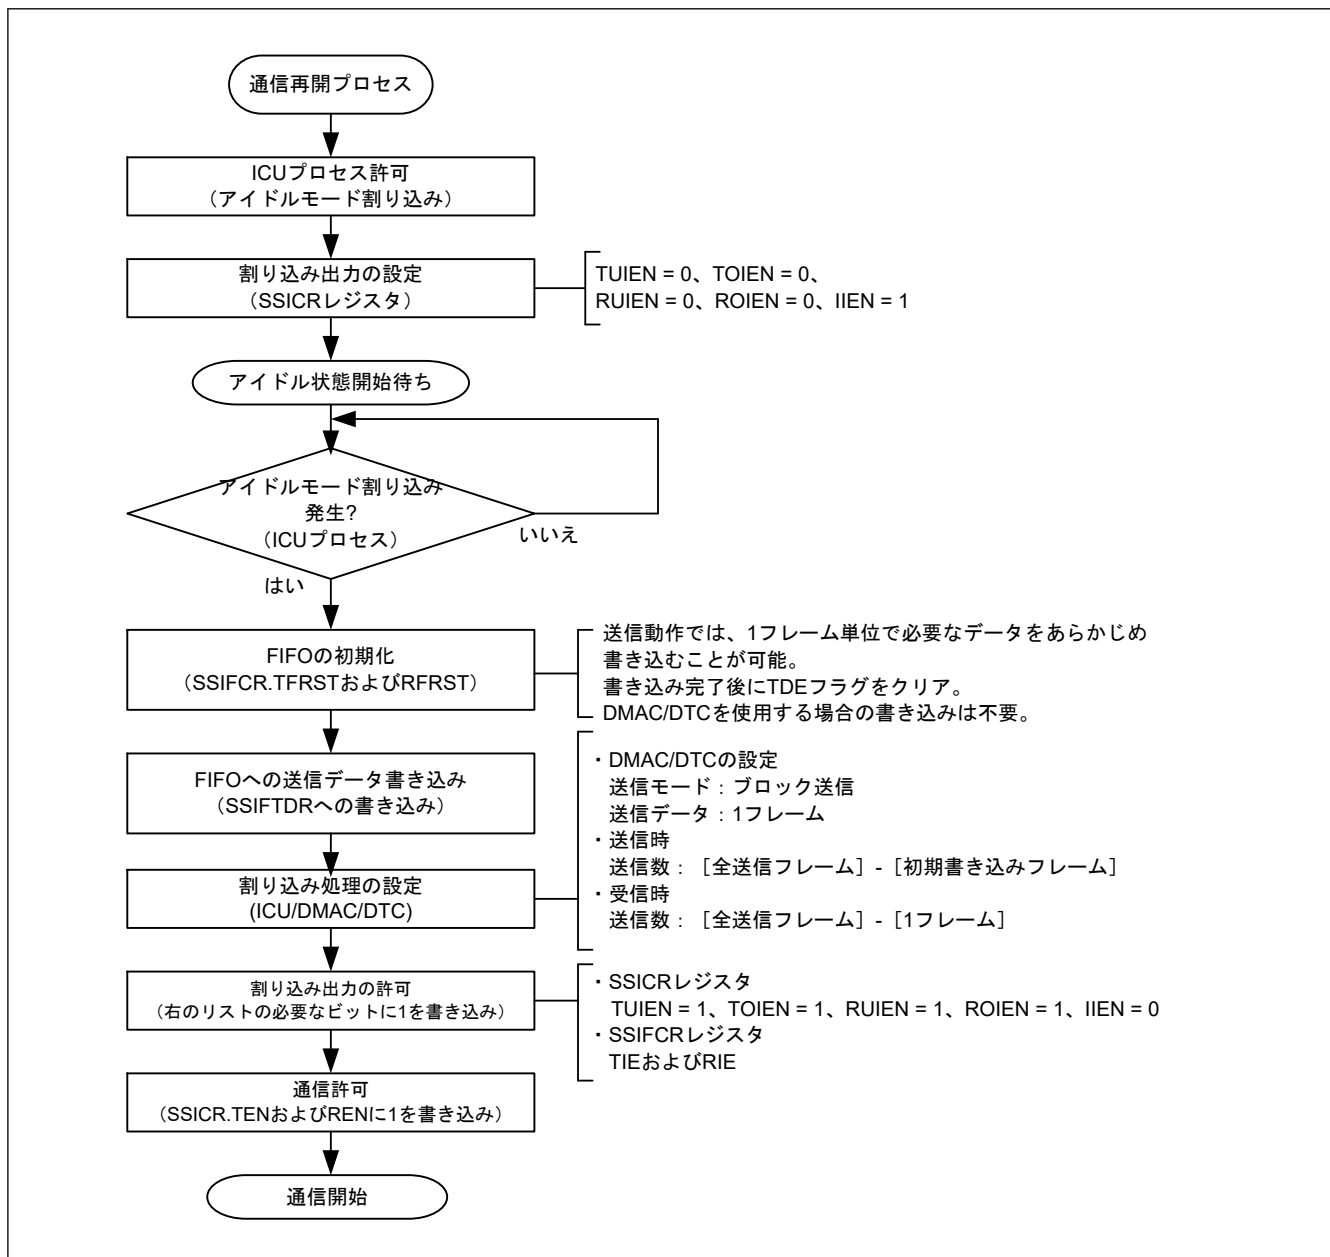 通信再開プロセス
ICUプロセス許可
（アイドルモード割り込み）
割り込み出力の設定
（SSICRレジスタ）
TUIEN = 0、TOIEN = 0、
RUIEN = 0、ROIEN = 0、IIEN = 1
アイドル状態開始待ち
アイドルモード割り込み
発生?
（ICUプロセス）
いいえ
はい
FIFOの初期化
（SSIFCR.TFRSTおよびRFRST）
送信動作では、1フレーム単位で必要なデータをあらかじめ
書き込むことが可能。
書き込み完了後にTDEフラグをクリア。
DMAC/DTCを使用する場合の書き込みは不要。
FIFOへの送信データ書き込み
（SSIFTDRへの書き込み）
割り込み処理の設定
(ICU/DMAC/DTC)
・DMAC/DTCの設定
送信モード：ブロック送信
送信データ：1フレーム
・送信時
送信数：［全送信フレーム］-［初期書き込みフレーム］
・受信時
送信数：［全送信フレーム］-［1フレーム］
割り込み出力の許可
（右のリストの必要なビットに1を書き込み）
・SSICRレジスタ
TUIEN = 1、TOIEN = 1、RUIEN = 1、ROIEN = 1、IIEN = 0
・SSIFCRレジスタ
TIEおよびRIE
通信許可
（SSICR.TENおよびRENに1を書き込み）
通信開始